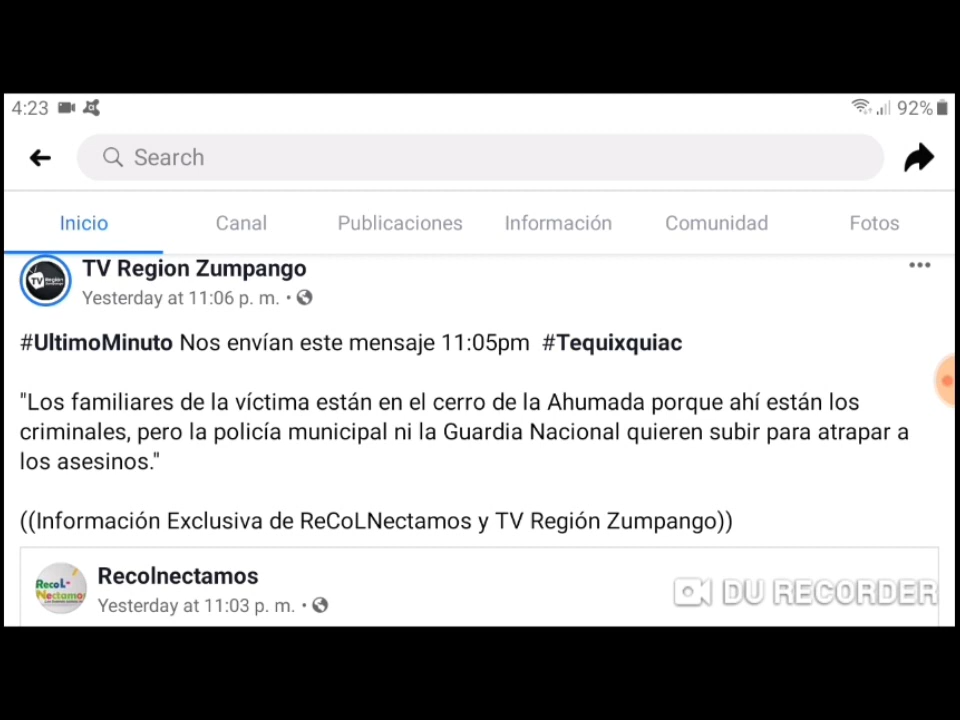 4:23 92%
Search
Inicio Canal Publicaciones Información Comunidad Fotos
TV Region Zumpango
Yesterday at 11:06 p. m. •
#UltimoMinuto Nos envían este mensaje 11:05pm #Tequixquiac
"Los familiares de la víctima están en el cerro de la Ahumada porque ahí están los
criminales, pero la policía municipal ni la Guardia Nacional quieren subir para atrapar a
los asesinos."
((Información Exclusiva de ReCoLNectamos y TV Región Zumpango))
Recolnectamos
Yesterday at 11:03 p. m. •
DU RECORDER